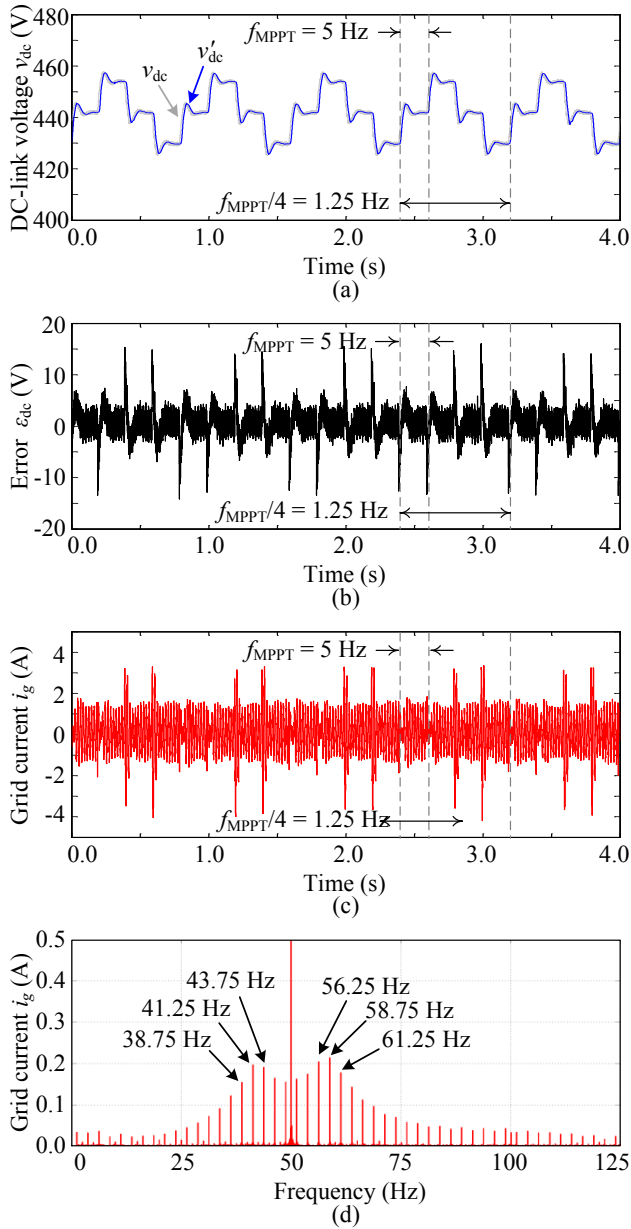 480
460
440
420
400
DC-link voltage vdc (V)
fMPPT = 5 Hz
vdc
v′dc
fMPPT/4 = 1.25 Hz
0.0 1.0 2.0 3.0 4.0
Time (s)
(a)
20
10
0
-10
-20
Error εdc (V)
fMPPT = 5 Hz
fMPPT/4 = 1.25 Hz
0.0 1.0 2.0 3.0 4.0
Time (s)
(b)
4
2
0
-2
-4
Grid current ig (A)
fMPPT = 5 Hz
fMPPT/4 = 1.25 Hz
0.0 1.0 2.0 3.0 4.0
Time (s)
(c)
0.5
0.4
0.3
0.2
0.1
0.0
Grid current ig (A)
43.75 Hz
41.25 Hz
38.75 Hz
56.25 Hz
58.75 Hz
61.25 Hz
0 25 50 75 100 125
Frequency (Hz)
(d)